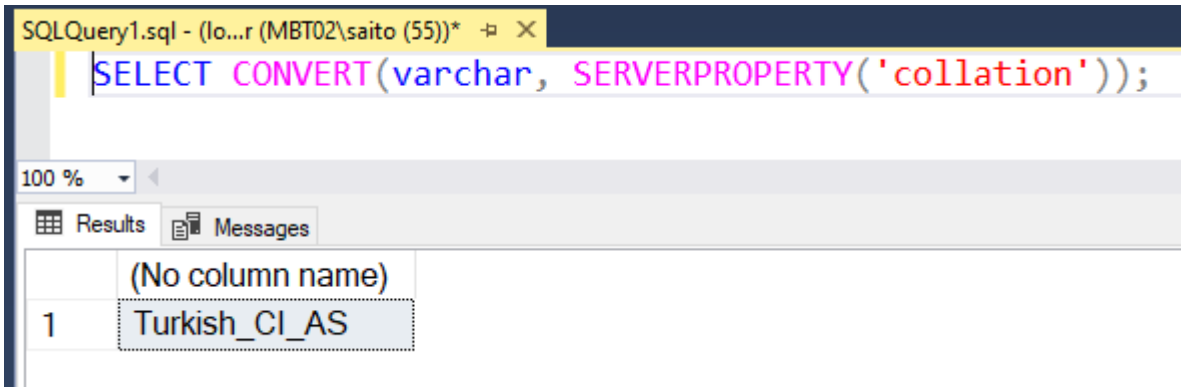 SQLQuery1.sql - (lo...r (MBT02\saito (55))*
SELECT CONVERT(varchar, SERVERPROPERTY('collation'));
100 %
Results Messages
(No column name)
1 Turkish_CI_AS